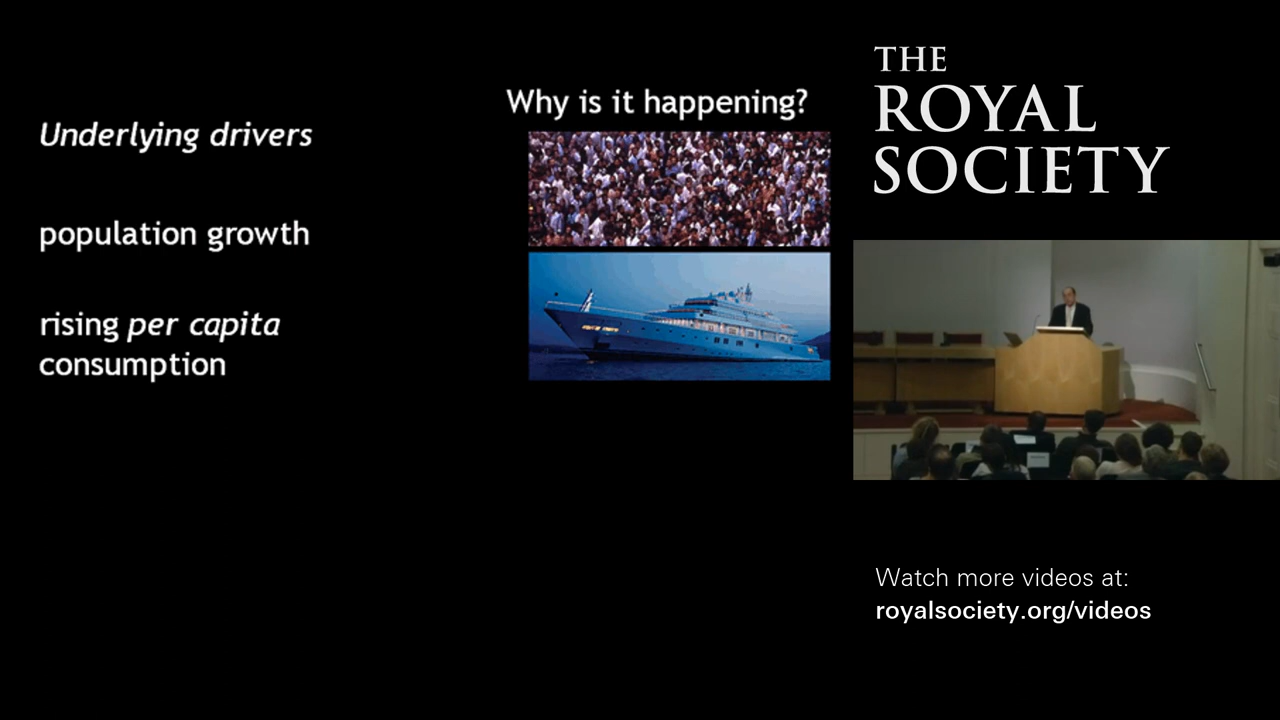 Underlying drivers
population growth
rising per capita
consumption
Why is it happening?
THE
ROYAL
SOCIETY
Watch more videos at:
royalsociety.org/videos